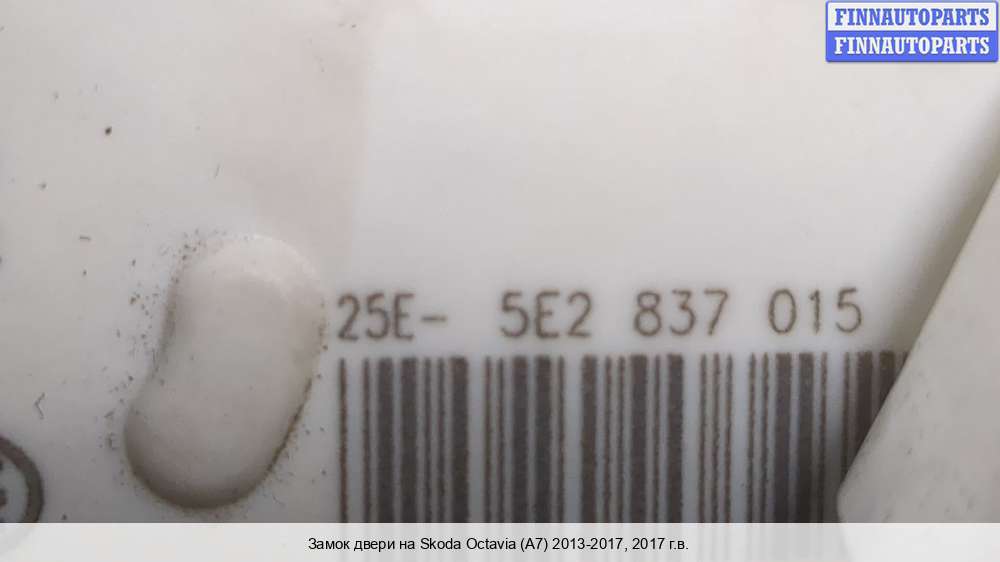 FINNAUTOPARTS
FINNAUTOPARTS
25E- 5E2 837 015
Замок двери на Skoda Octavia (A7) 2013-2017, 2017 г.в.